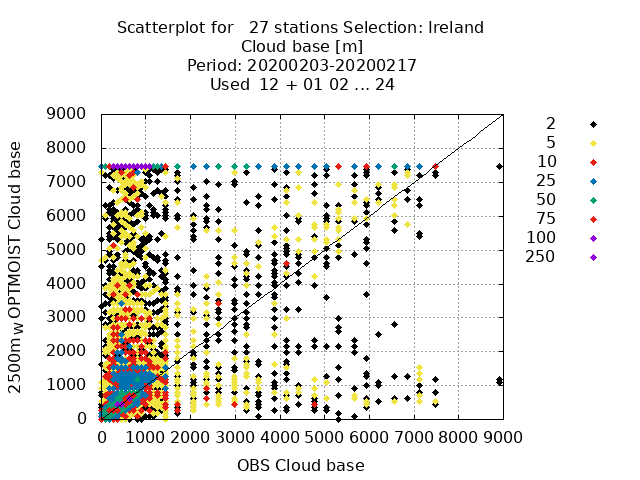 Scatterplot for   27 stations Selection: Ireland
Cloud base [m]
Period: 20200203-20200217
Used  12 + 01 02 ... 24
2500m_W OPTMOIST Cloud base
9000
8000
7000
6000
5000
4000
3000
2000
1000
0
0 1000 2000 3000 4000 5000 6000 7000 8000 9000
OBS Cloud base
2
5
10
25
50
75
100
250